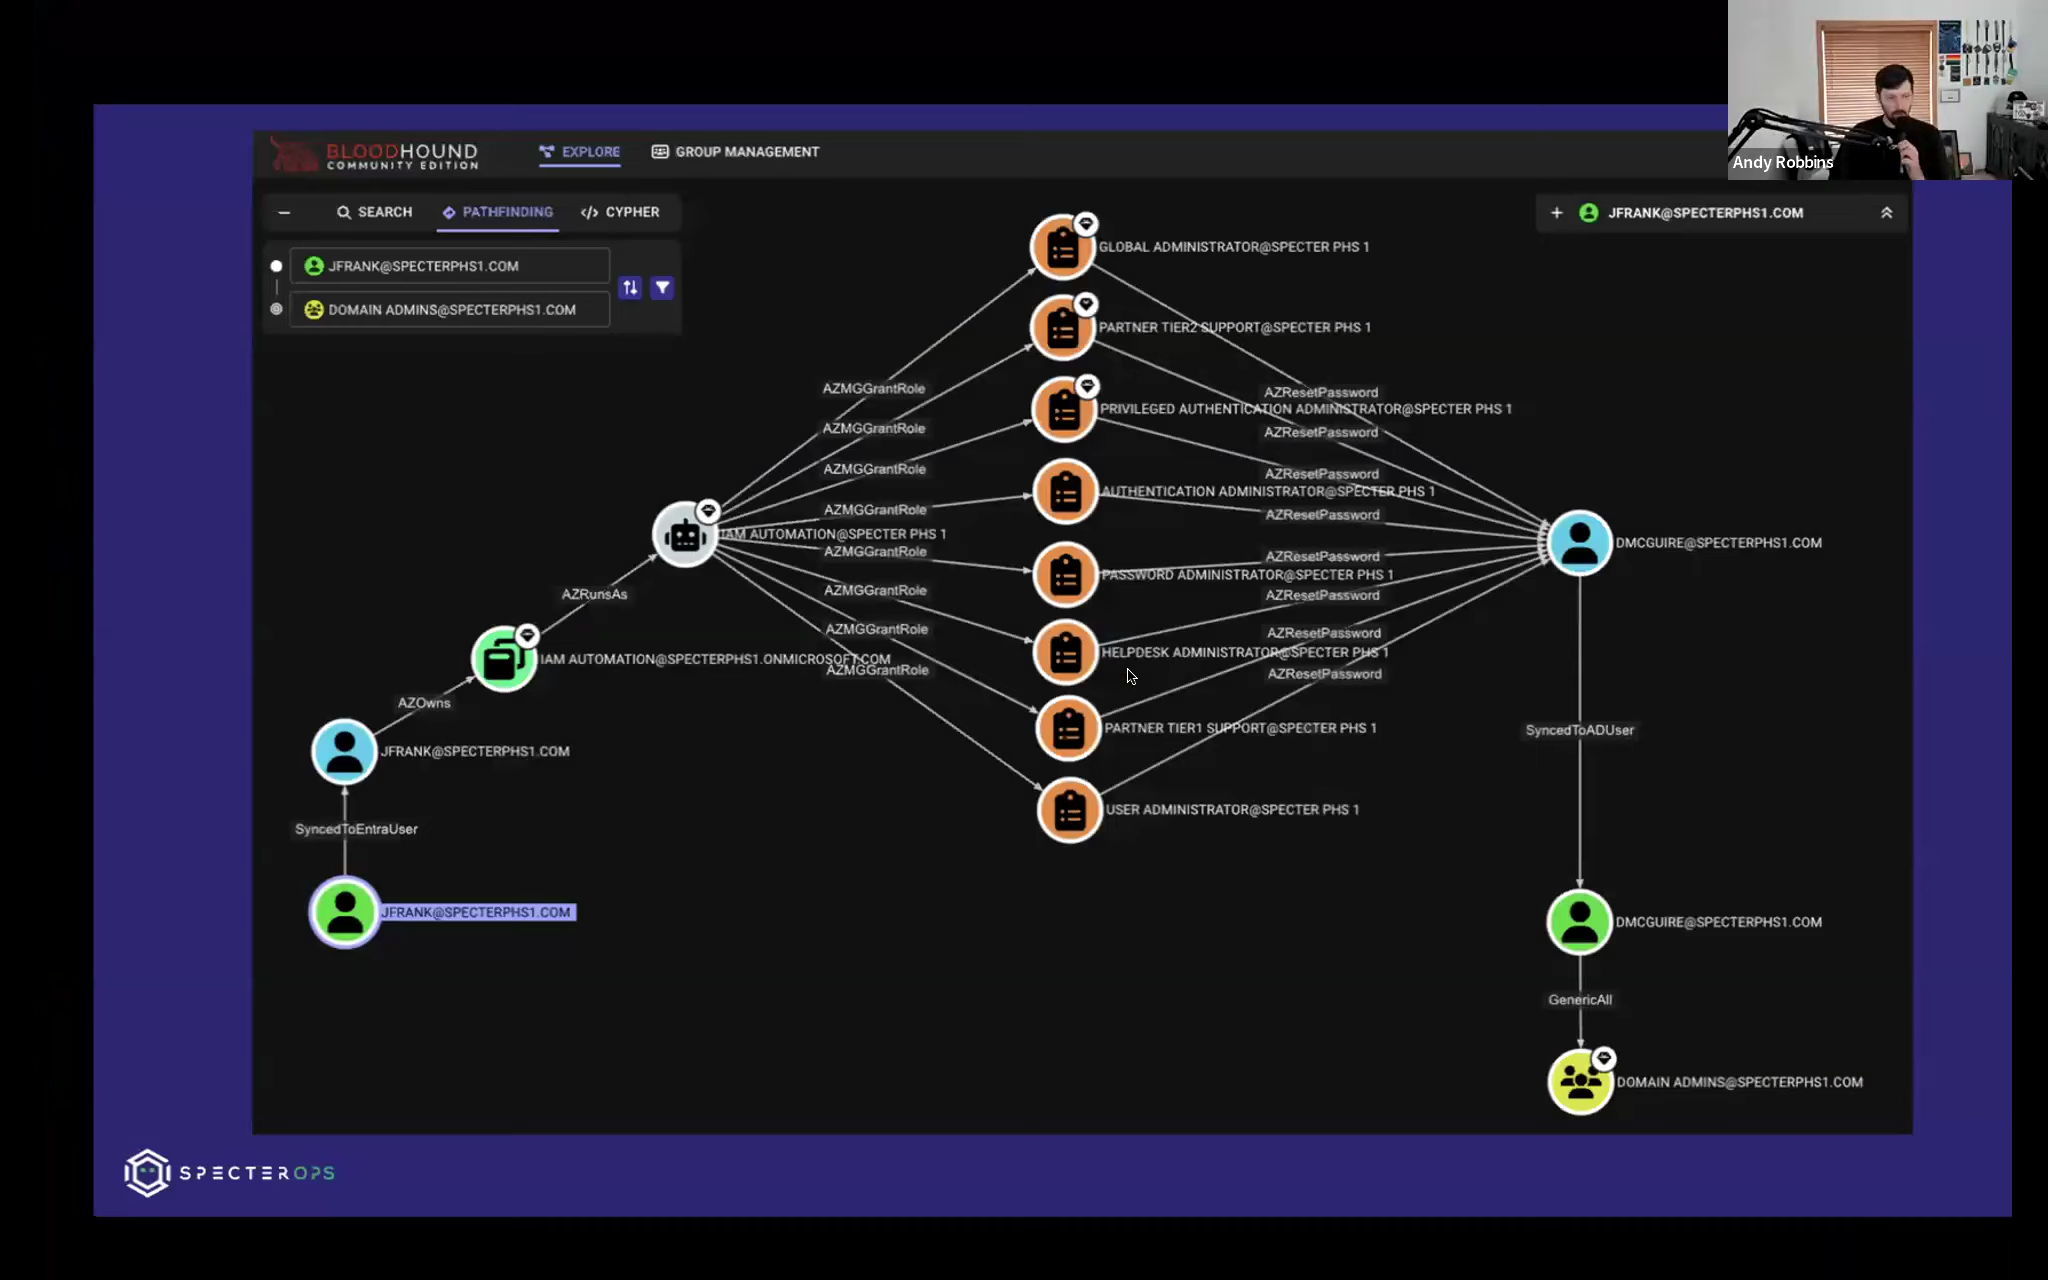 Andy Robbins
BLOODHOUND
COMMUNITY EDITION
EXPLORE
GROUP MANAGEMENT
SEARCH
PATHFINDING
</> CYPHER
JFRANK@SPECTERPHS1.COM
DOMAIN ADMINS@SPECTERPHS1.COM
JFRANK@SPECTERPHS1.COM
GLOBAL ADMINISTRATOR@SPECTER PHS 1
PARTNER TIER2 SUPPORT@SPECTER PHS 1
PRIVILEGED AUTHENTICATION ADMINISTRATOR@SPECTER PHS 1
AUTHENTICATION ADMINISTRATOR@SPECTER PHS 1
PASSWORD ADMINISTRATOR@SPECTER PHS 1
HELPDESK ADMINISTRATOR@SPECTER PHS 1
PARTNER TIER1 SUPPORT@SPECTER PHS 1
USER ADMINISTRATOR@SPECTER PHS 1
AZMGGrantRole
AZMGGrantRole
AZMGGrantRole
AZMGGrantRole
AZMGGrantRole
AZMGGrantRole
AZMGGrantRole
AZMGGrantRole
AZResetPassword
AZResetPassword
AZResetPassword
AZResetPassword
AZResetPassword
AZResetPassword
AZResetPassword
AZResetPassword
IAM AUTOMATION@SPECTER PHS 1
AZRunsAs
IAM AUTOMATION@SPECTERPHS1.ONMICROSOFT.COM
AZOwns
JFRANK@SPECTERPHS1.COM
SyncedToEntraUser
JFRANK@SPECTERPHS1.COM
DMCGUIRE@SPECTERPHS1.COM
SyncedToADUser
DMCGUIRE@SPECTERPHS1.COM
GenericAll
DOMAIN ADMINS@SPECTERPHS1.COM
SPECTEROPS